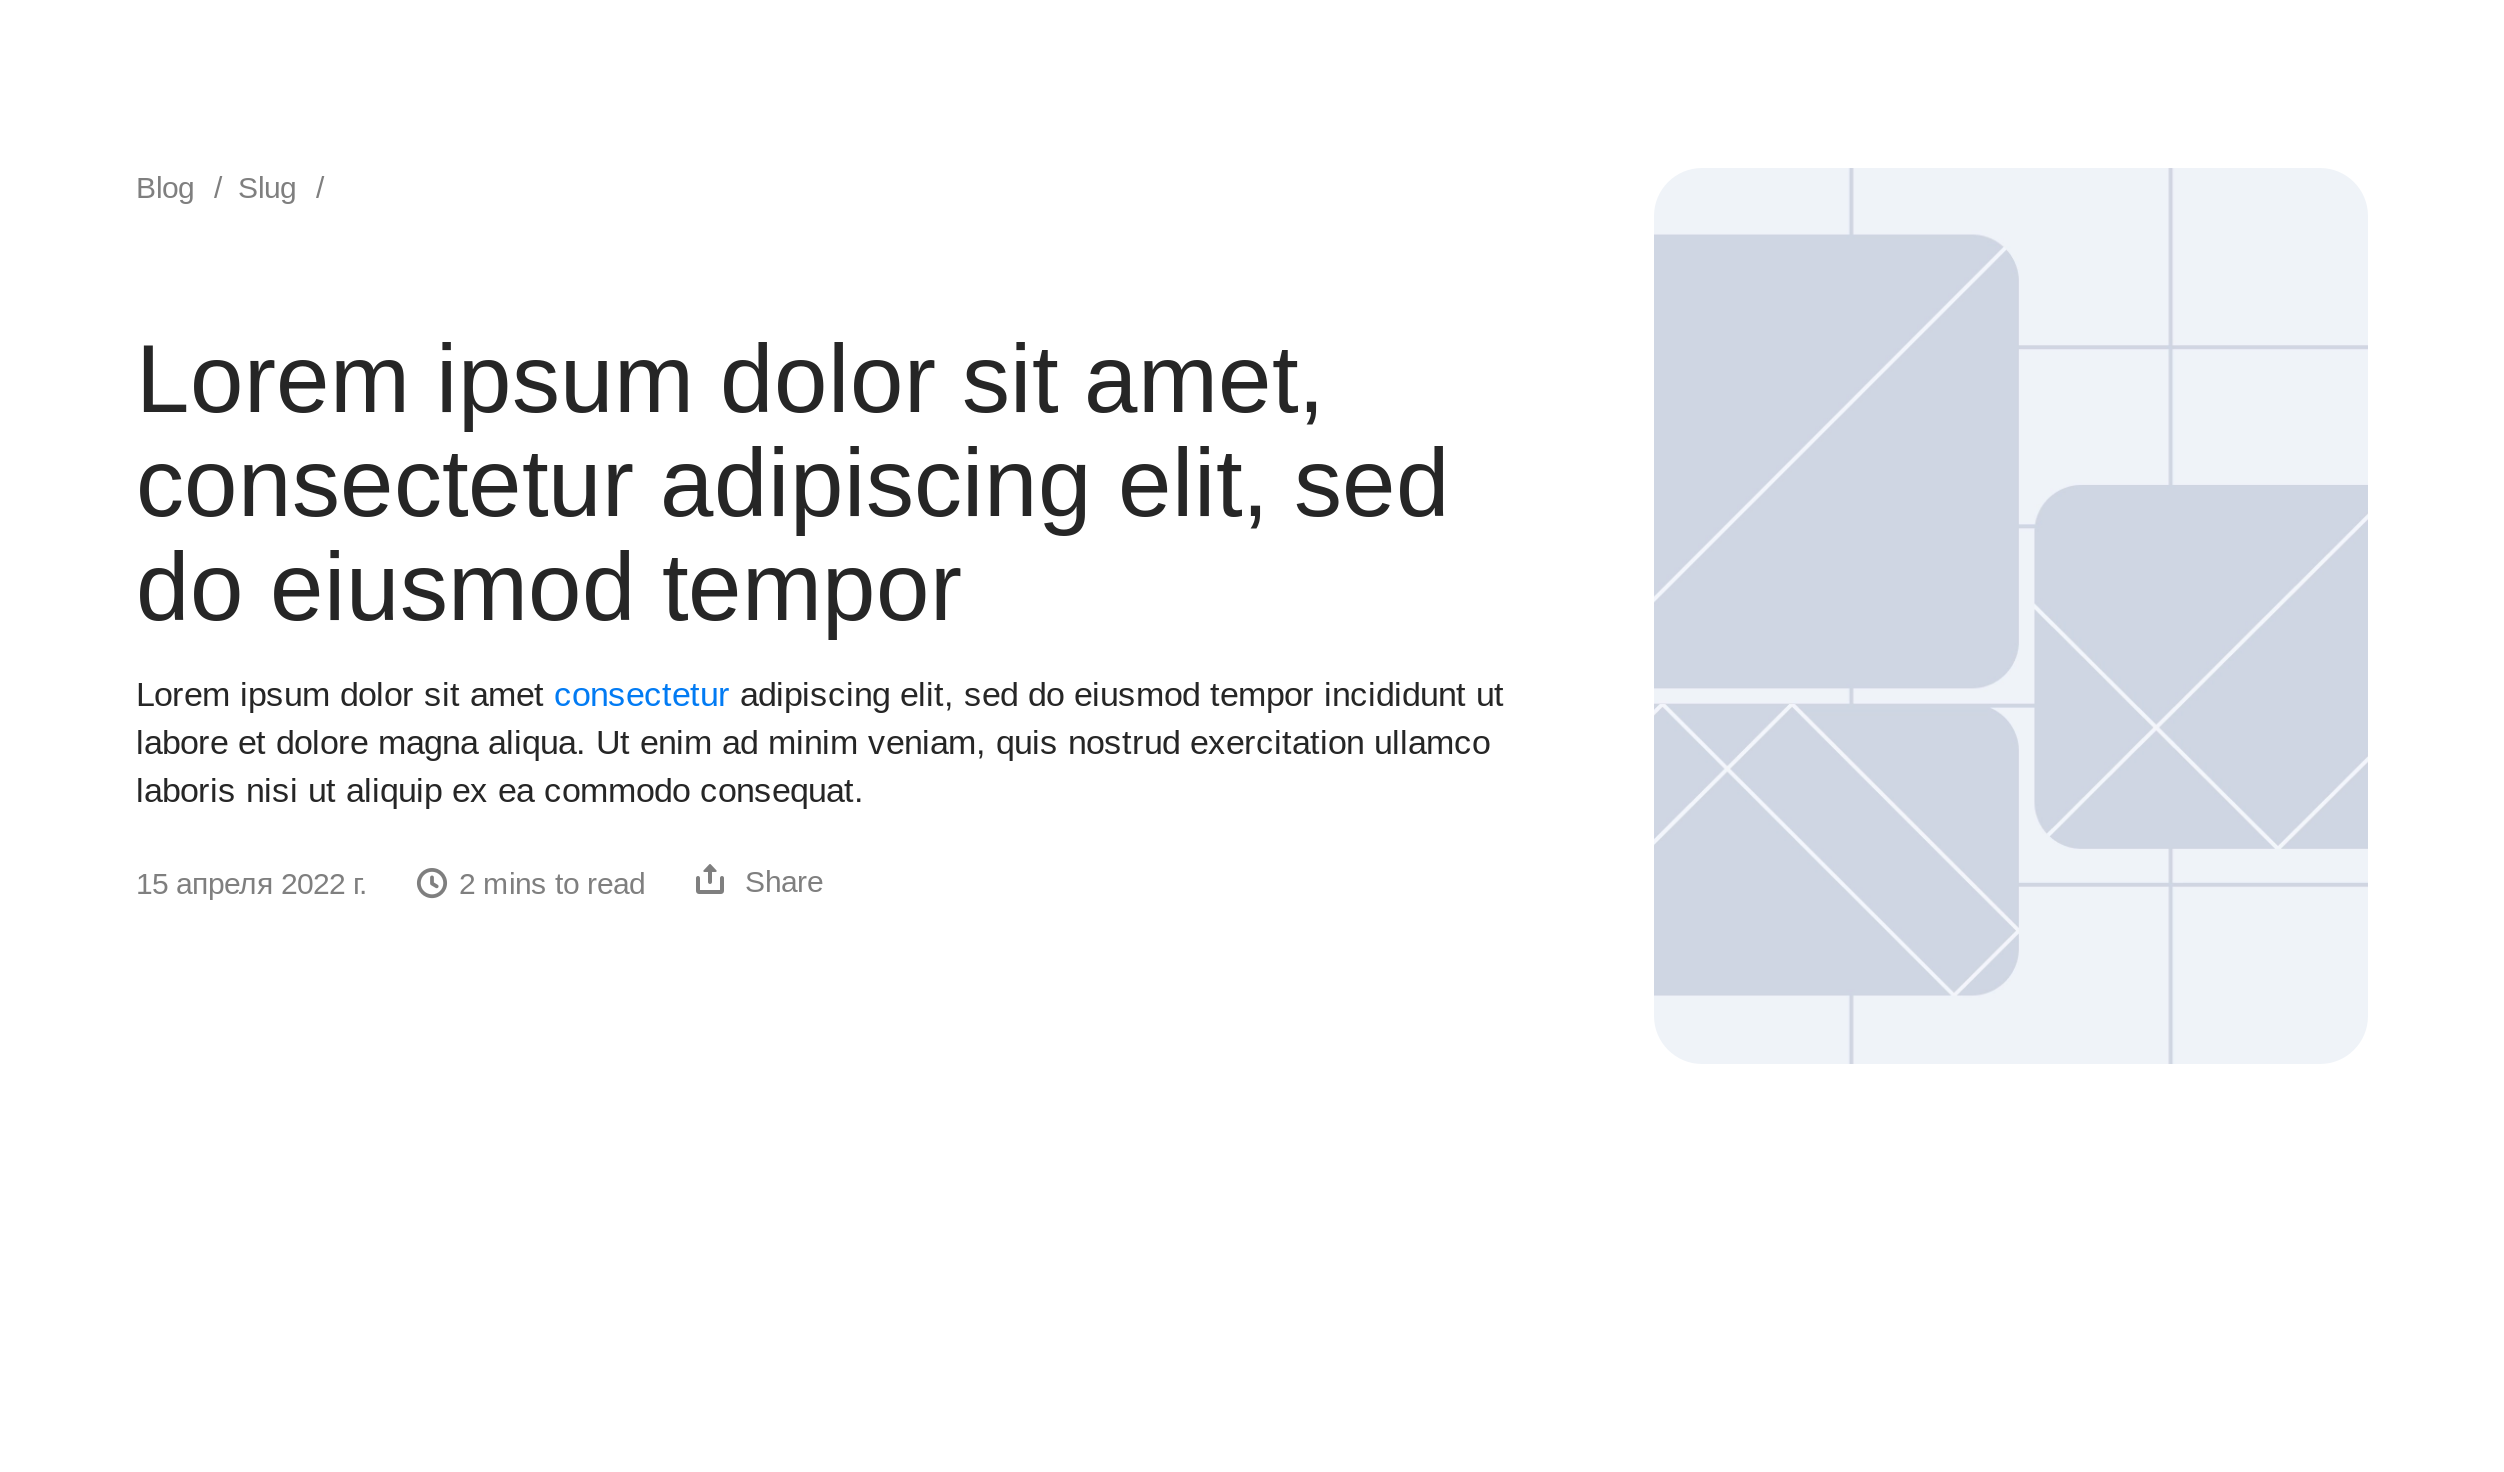 Blog / Slug /
Lorem ipsum dolor sit amet,
consectetur adipiscing elit, sed
do eiusmod tempor
Lorem ipsum dolor sit amet consectetur adipiscing elit, sed do eiusmod tempor incididunt ut
labore et dolore magna aliqua. Ut enim ad minim veniam, quis nostrud exercitation ullamco
laboris nisi ut aliquip ex ea commodo consequat.
15 апреля 2022 г. 2 mins to read Share